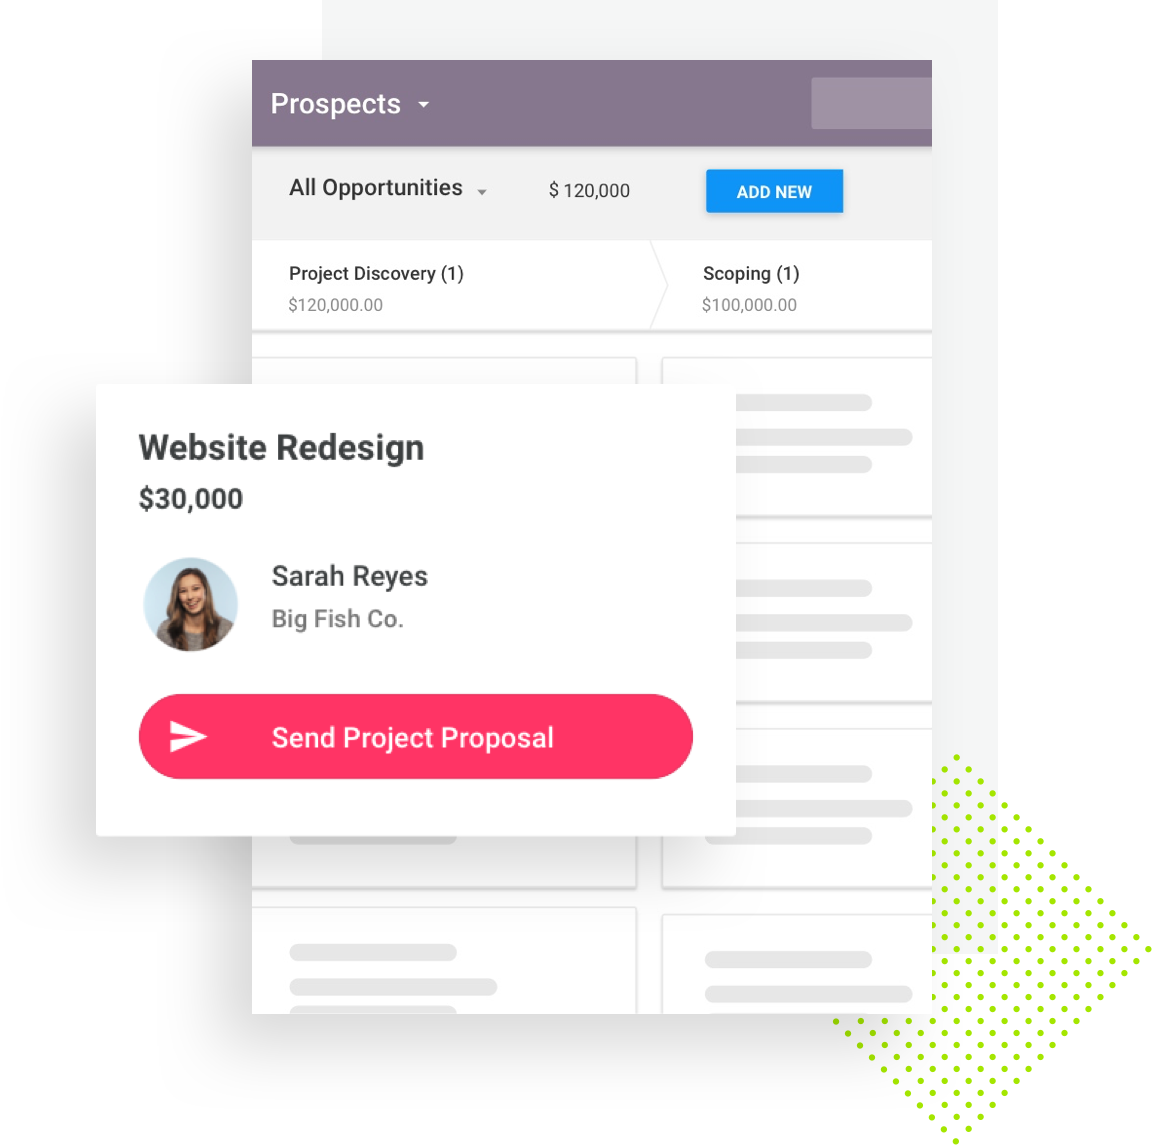 Prospects
All Opportunities
$ 120,000
ADD NEW
Project Discovery (1)
$120,000.00
Scoping (1)
$100,000.00
Website Redesign
$30,000
Sarah Reyes
Big Fish Co.
Send Project Proposal